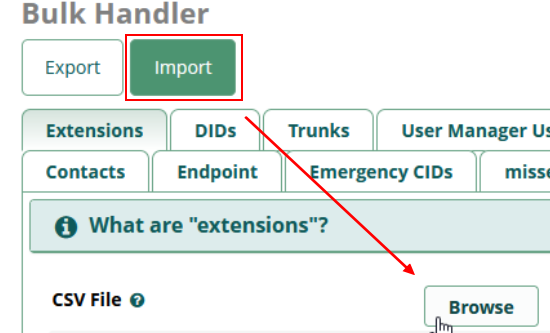 Bulk Handler
Export Import
Extensions DIDs Trunks User Manager Us
Contacts Endpoint Emergency CIDs misse
What are "extensions"?
CSV File
Browse